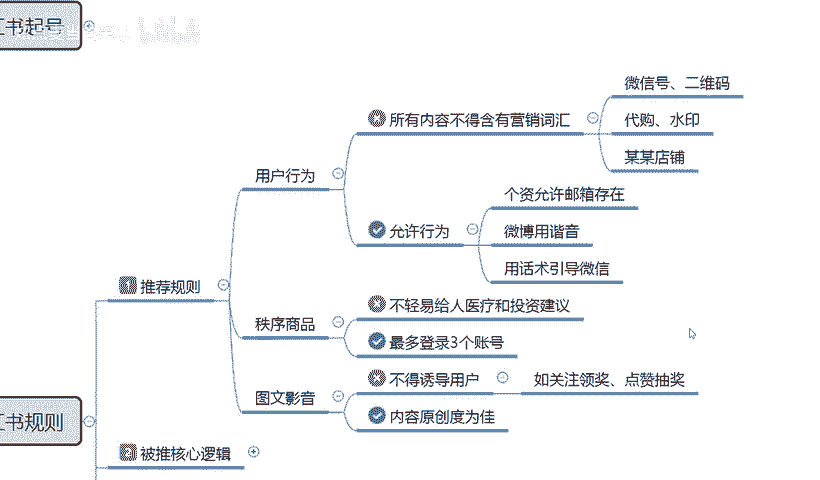 红书起号
微信号、二维码
所有内容不得含有营销词汇
代购、水印
某某店铺
用户行为
个资允许邮箱存在
允许行为
微博用谐音
用话术引导微信
1 推荐规则
不轻易给人医疗和投资建议
秩序商品
最多登录3个账号
不得诱导用户
如关注领奖、点赞抽奖
图文影音
内容原创度为佳
红书规则
2 被推核心逻辑